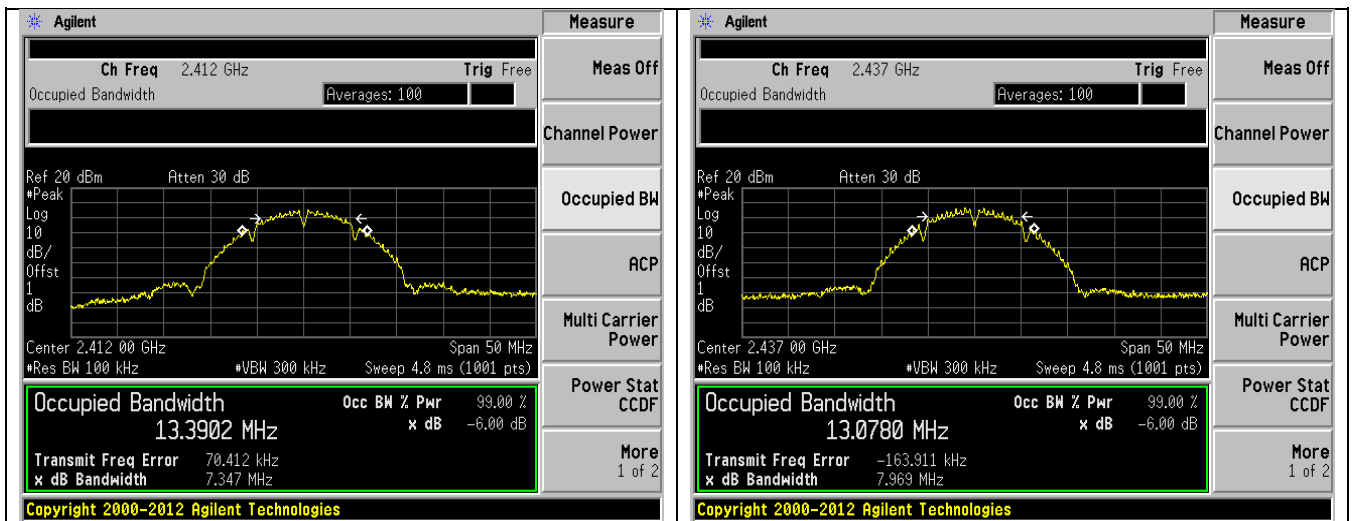 Agilent
Measure
Ch Freq 2.412 GHz Trig Free
Occupied Bandwidth Averages: 100
Ref 20 dBm Atten 30 dB
#Peak
Log
10
dB/
Offst
1
dB
Center 2.412 00 GHz Span 50 MHz
#Res BW 100 kHz #VBW 300 kHz Sweep 4.8 ms (1001 pts)
Occupied Bandwidth Occ BW % Pwr 99.00 %
13.3902 MHz x dB -6.00 dB
Transmit Freq Error 70.412 kHz
x dB Bandwidth 7.347 MHz
Copyright 2000-2012 Agilent Technologies
Meas Off
Channel Power
Occupied BW
ACP
Multi Carrier
Power
Power Stat
CCDF
More
1 of 2
Agilent
Measure
Ch Freq 2.437 GHz Trig Free
Occupied Bandwidth Averages: 100
Ref 20 dBm Atten 30 dB
#Peak
Log
10
dB/
Offst
1
dB
Center 2.437 00 GHz Span 50 MHz
#Res BW 100 kHz #VBW 300 kHz Sweep 4.8 ms (1001 pts)
Occupied Bandwidth Occ BW % Pwr 99.00 %
13.0780 MHz x dB -6.00 dB
Transmit Freq Error -163.911 kHz
x dB Bandwidth 7.969 MHz
Copyright 2000-2012 Agilent Technologies
Meas Off
Channel Power
Occupied BW
ACP
Multi Carrier
Power
Power Stat
CCDF
More
1 of 2